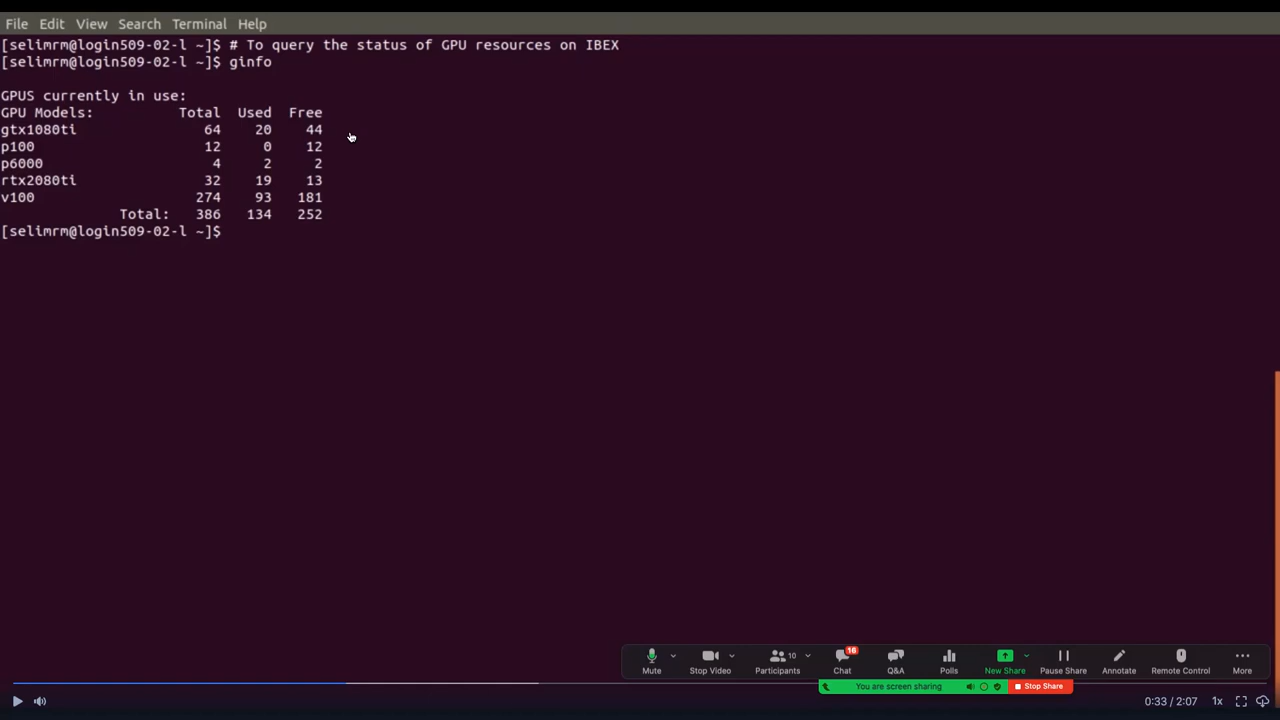 File Edit View Search Terminal Help
[selimrm@login509-02-l ~]$ # To query the status of GPU resources on IBEX
[selimrm@login509-02-l ~]$ ginfo
GPUS currently in use:
GPU Models: Total Used Free
gtx1080ti 64 20 44
p100 12 0 12
p6000 4 2 2
rtx2080ti 32 19 13
v100 274 93 181
Total: 386 134 252
[selimrm@login509-02-l ~]$
10 16
Mute Stop Video Participants Chat Q&A Polls New Share Pause Share Annotate Remote Control More
You are screen sharing Stop Share
0:33 / 2:07 1x